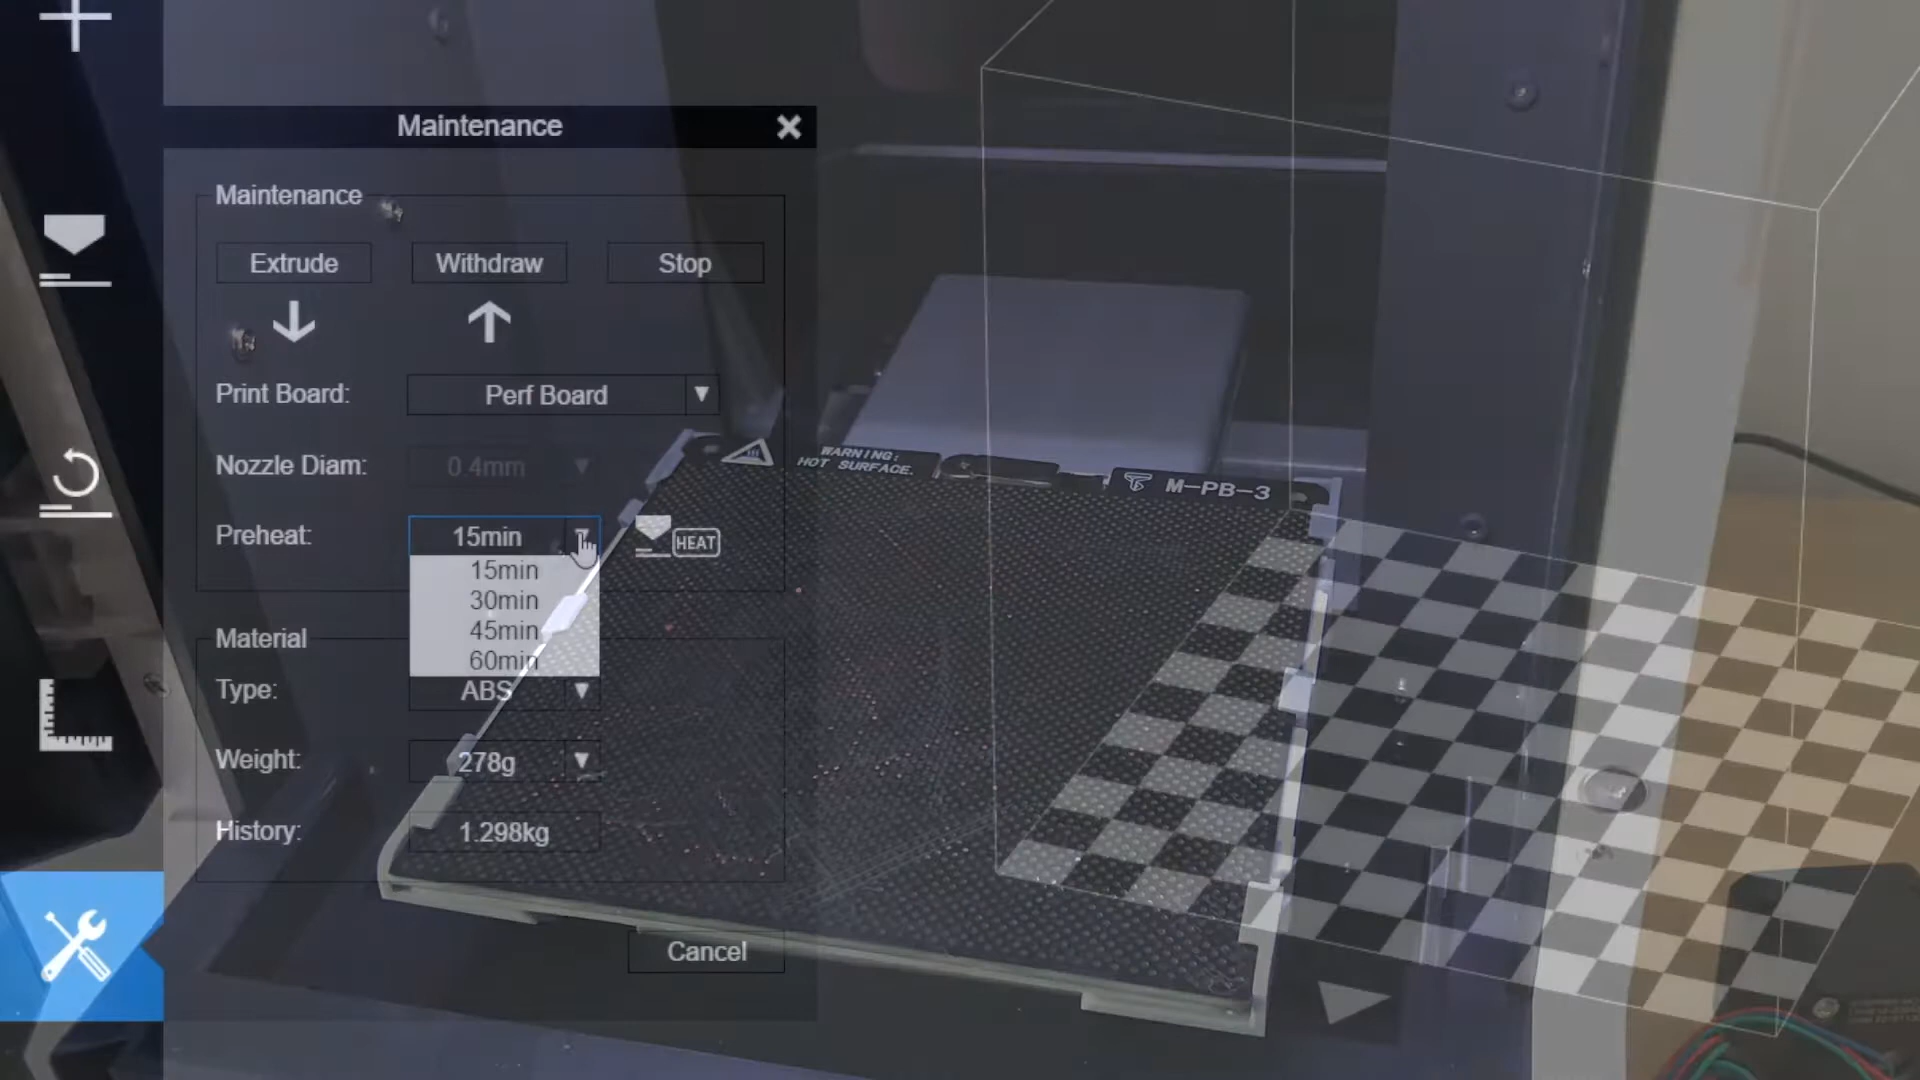 Maintenance
Maintenance
Extrude Withdraw Stop
Print Board: Perf Board
WARNING:
HOT SURFACE.
Nozzle Diam: 0.4mm
M-PB-3
Preheat: 15min HEAT
15min
30min
45min
60min
Material
Type: ABS
Weight: 278g
History: 1.298kg
Cancel